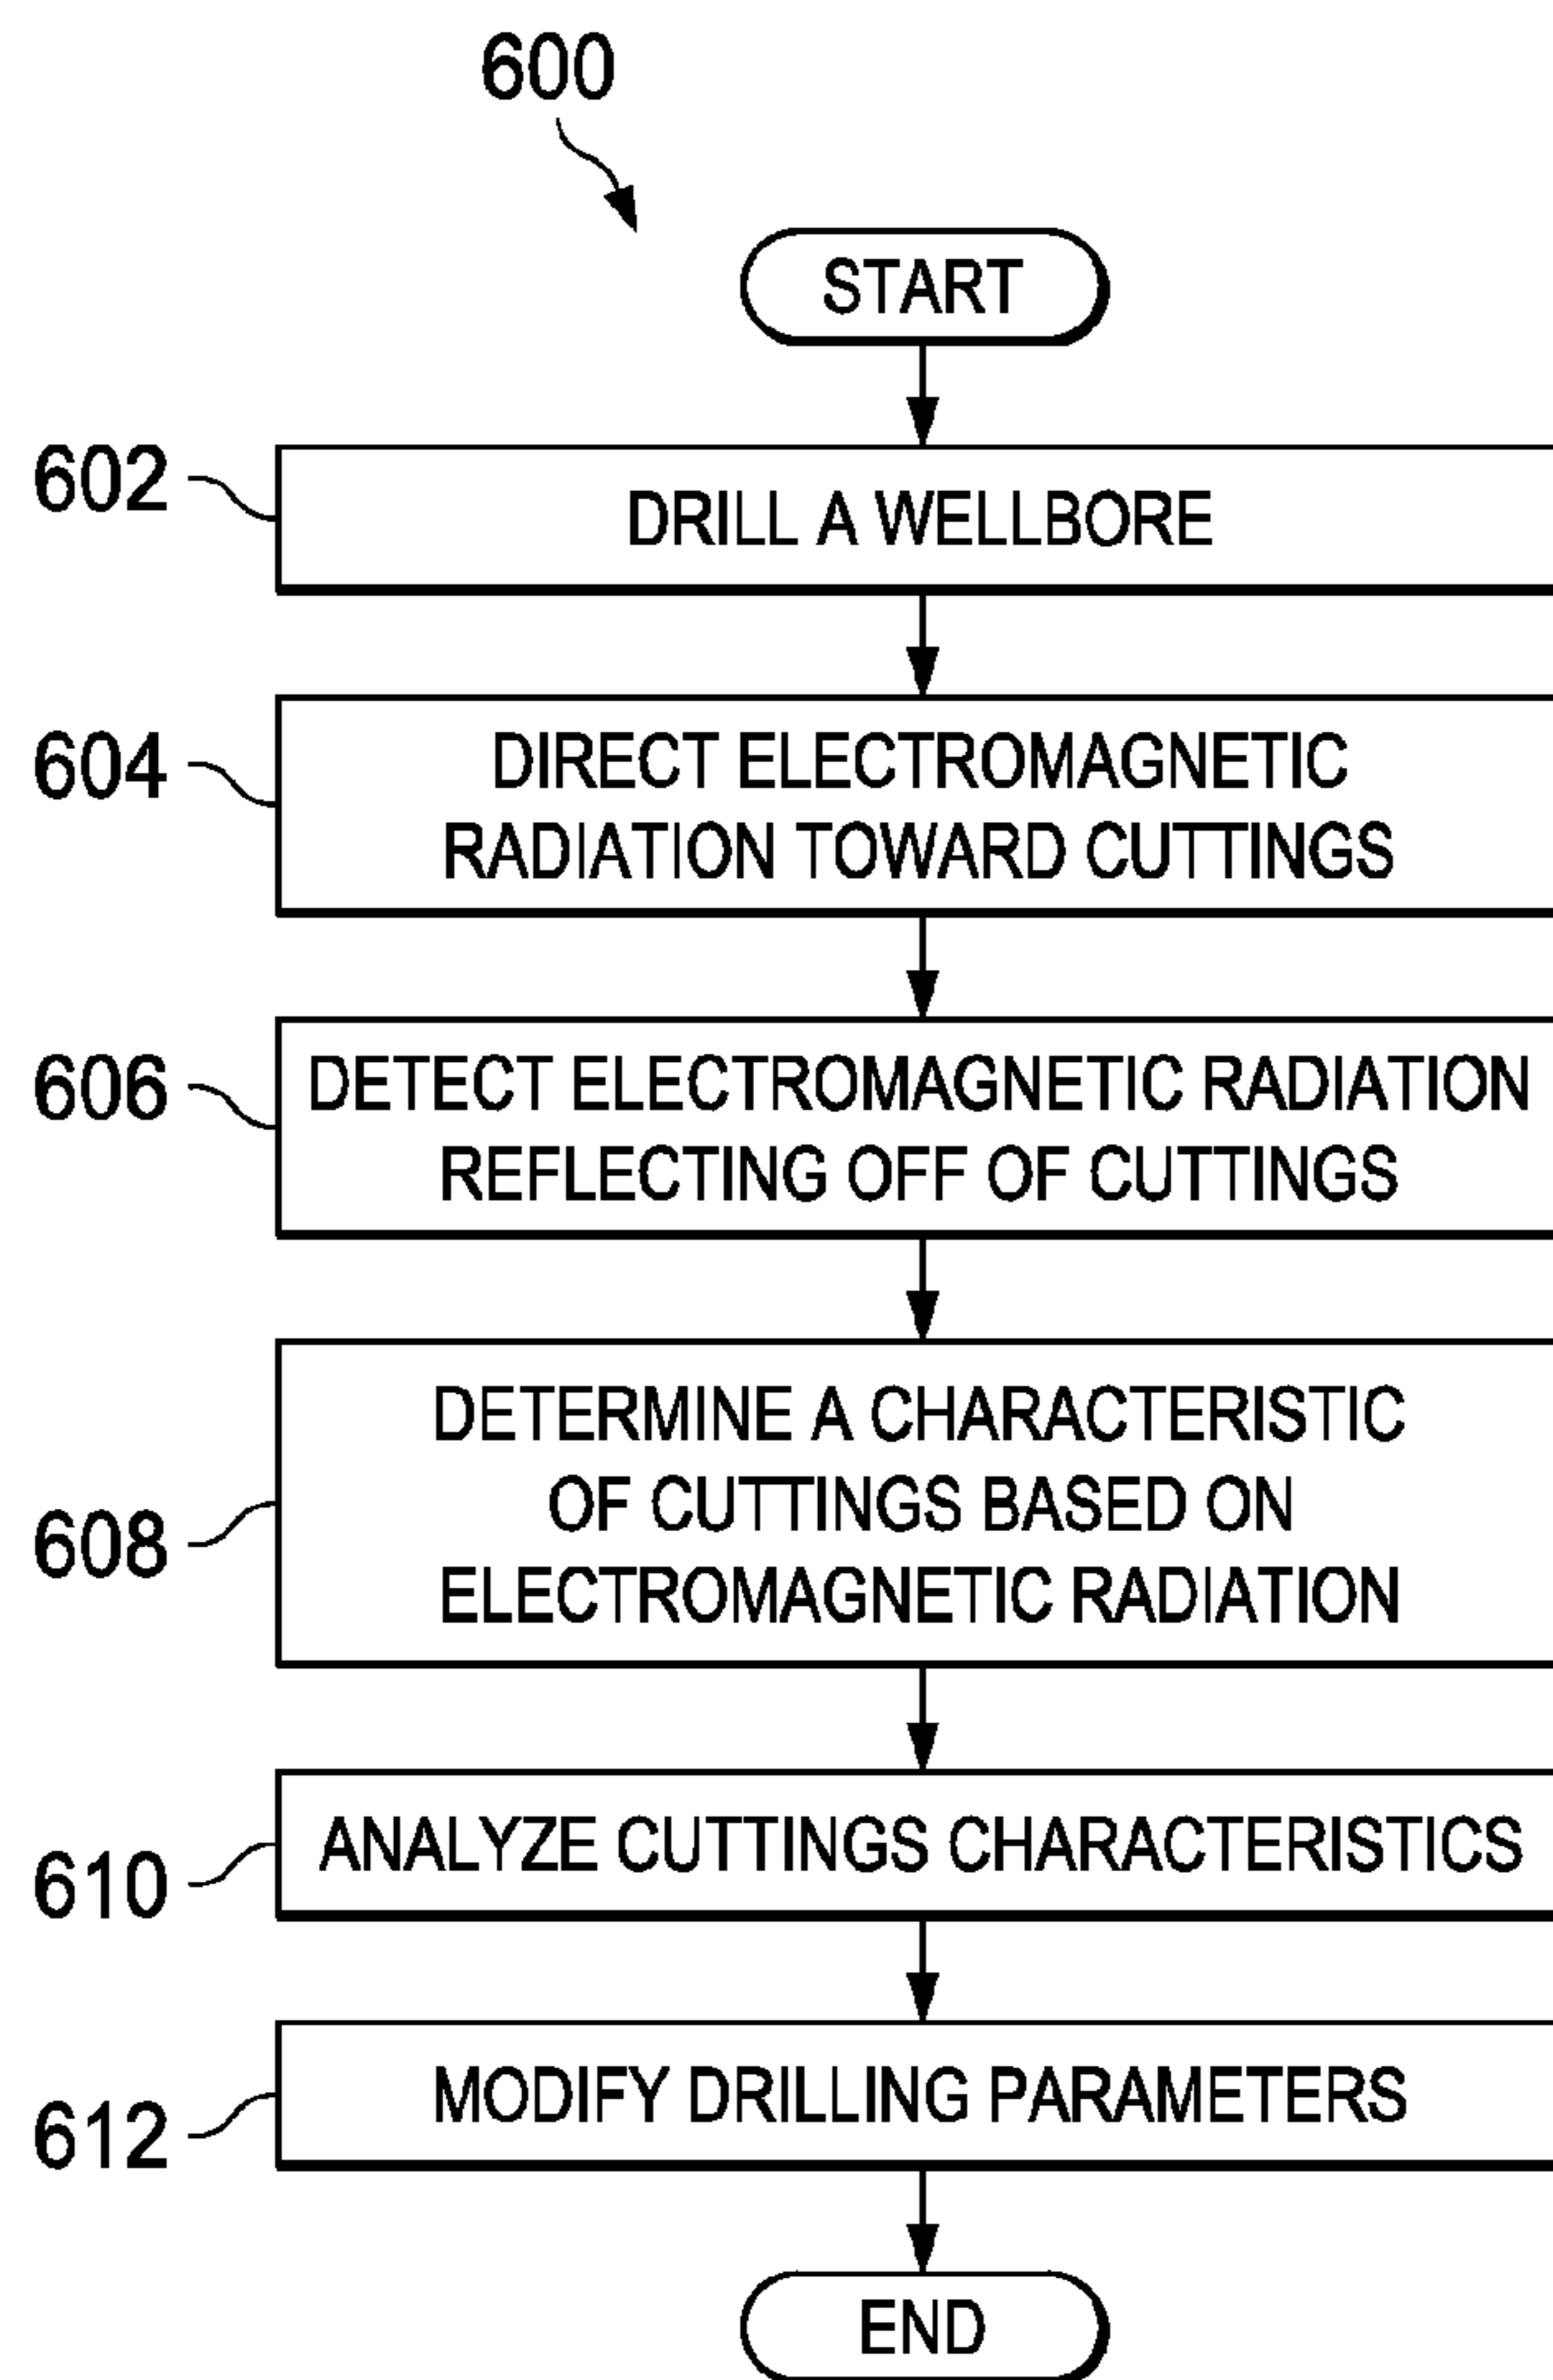 600
START
602
DRILL A WELLBORE
604
DIRECT ELECTROMAGNETIC
RADIATION TOWARD CUTTINGS
606
DETECT ELECTROMAGNETIC RADIATION
REFLECTING OFF OF CUTTINGS
608
DETERMINE A CHARACTERISTIC
OF CUTTINGS BASED ON
ELECTROMAGNETIC RADIATION
610
ANALYZE CUTTINGS CHARACTERISTICS
612
MODIFY DRILLING PARAMETERS
END